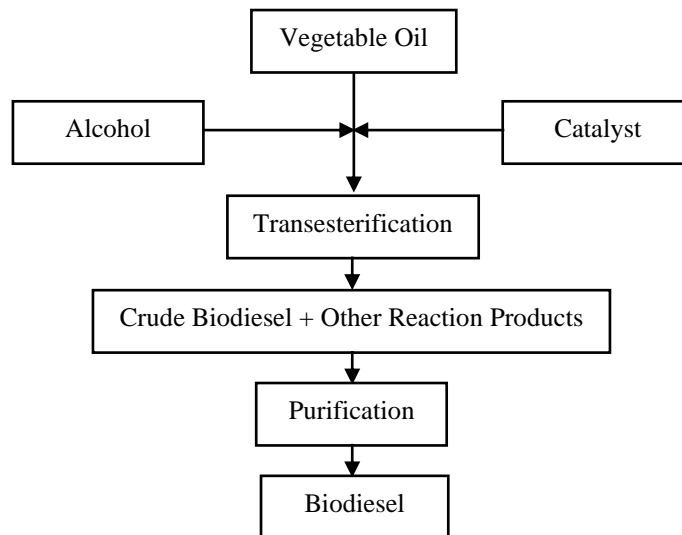 Vegetable Oil
Alcohol
Catalyst
Transesterification
Crude Biodiesel + Other Reaction Products
Purification
Biodiesel